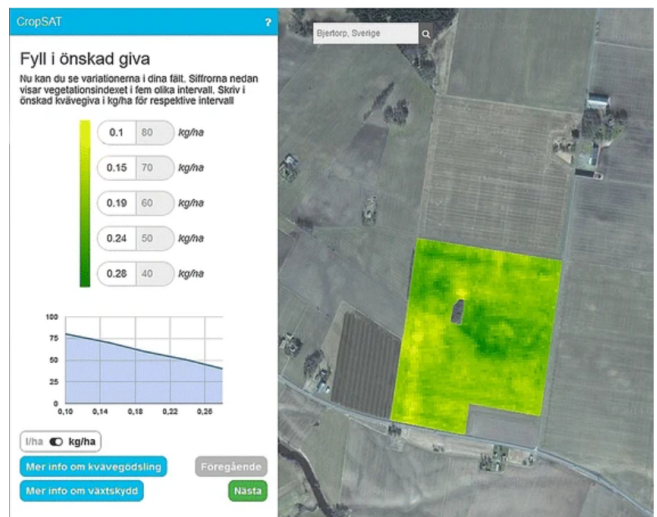 CropSAT ?
Bjertorp, Sverige
Fyll i önskad giva
Nu kan du se variationerna i dina fält. Siffrorna nedan
visar vegetationsindexet i fem olika intervall. Skriv i
önskad kvävegiva i kg/ha för respektive intervall
0.1 80 kg/ha
0.15 70 kg/ha
0.19 60 kg/ha
0.24 50 kg/ha
0.28 40 kg/ha
100
75
50
25
0
0,10 0,14 0,18 0,22 0,26
l/ha kg/ha
Mer info om kvävegödsling Föregående
Mer info om växtskydd Nästa